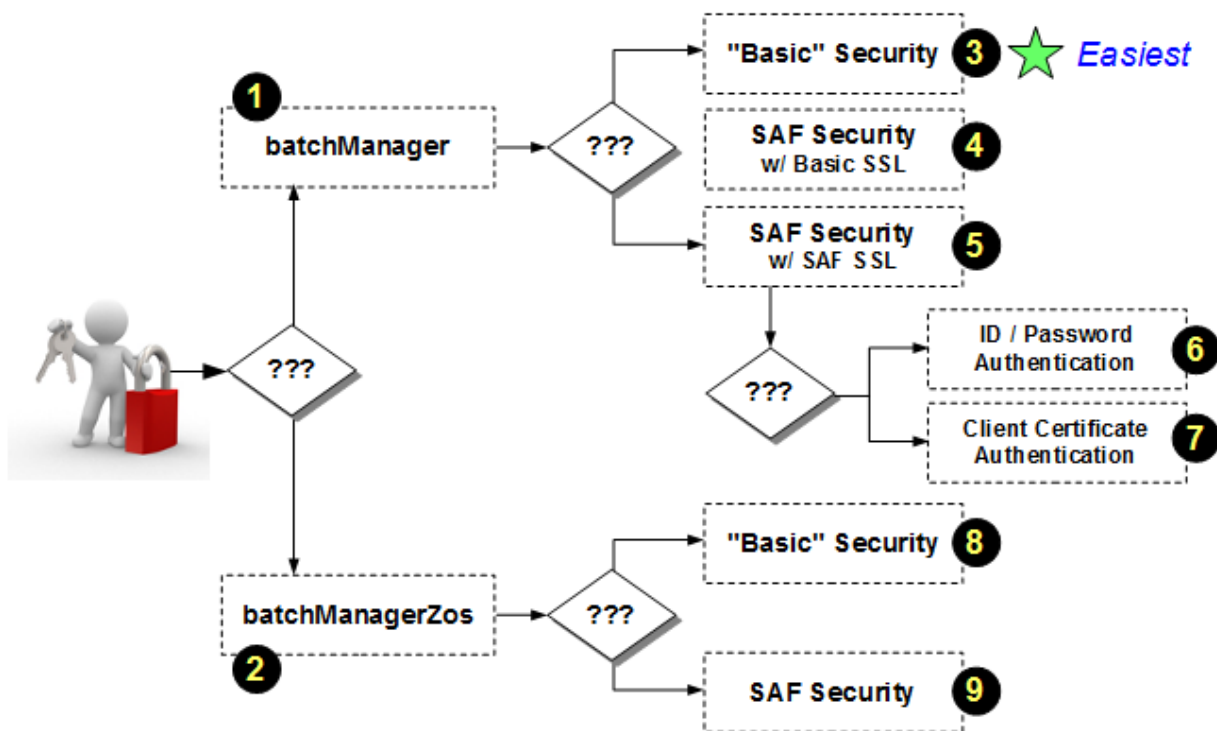 "Basic" Security
3
Easiest
1
batchManager
???
SAF Security
w/ Basic SSL
4
SAF Security
w/ SAF SSL
5
???
ID / Password
Authentication
6
???
Client Certificate
Authentication
7
"Basic" Security
8
batchManagerZos
2
???
SAF Security
9